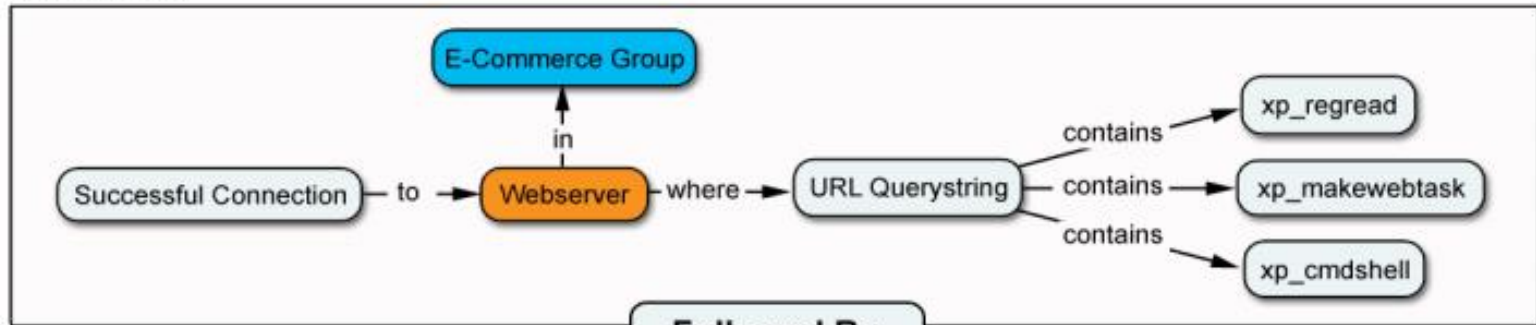 E-Commerce Group
in
Successful Connection
to
Webserver
where
URL Querystring
contains
xp_regread
contains
xp_makewebtask
contains
xp_cmdshell